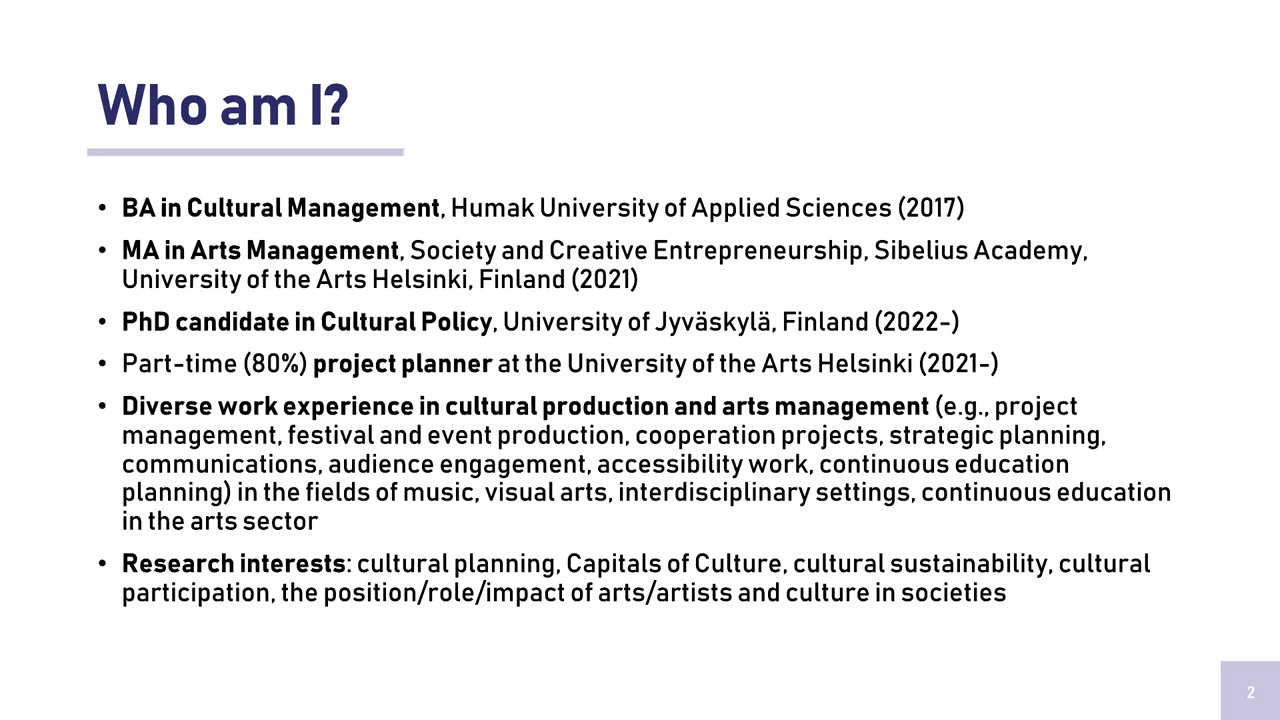 Who am I?
• BA in Cultural Management, Humak University of Applied Sciences (2017)
• MA in Arts Management, Society and Creative Entrepreneurship, Sibelius Academy,
University of the Arts Helsinki, Finland (2021)
• PhD candidate in Cultural Policy, University of Jyväskylä, Finland (2022-)
• Part-time (80%) project planner at the University of the Arts Helsinki (2021-)
• Diverse work experience in cultural production and arts management (e.g., project
management, festival and event production, cooperation projects, strategic planning,
communications, audience engagement, accessibility work, continuous education
planning) in the fields of music, visual arts, interdisciplinary settings, continuous education
in the arts sector
• Research interests: cultural planning, Capitals of Culture, cultural sustainability, cultural
participation, the position/role/impact of arts/artists and culture in societies
2